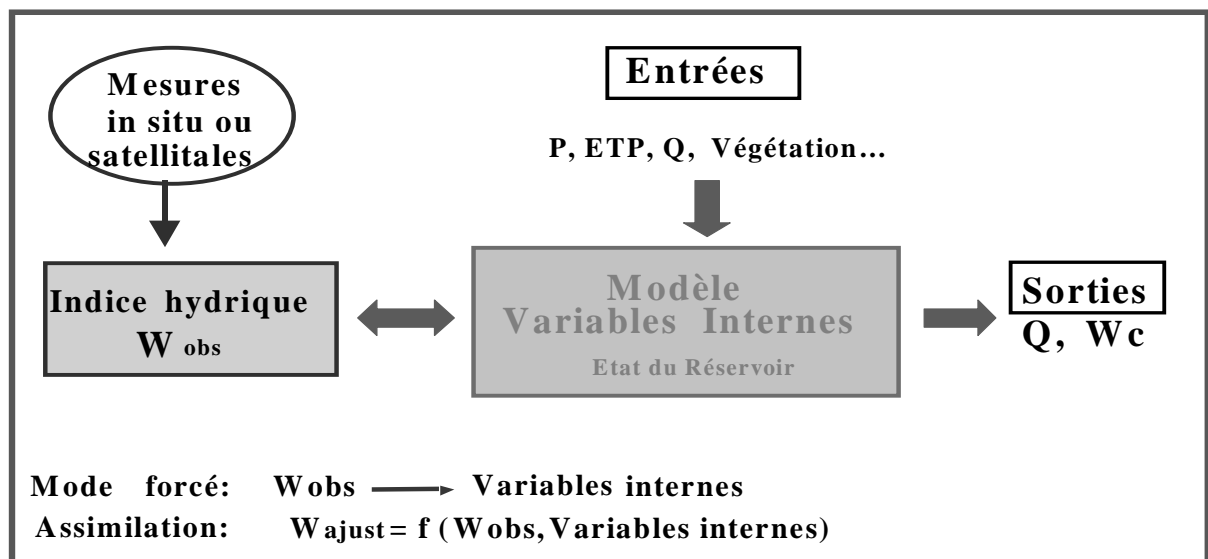 Mesures
in situ ou
satellitales
Entrées
P, ETP, Q, Végétation...
Indice hydrique
W obs
Modèle
Variables Internes
Etat du Réservoir
Sorties
Q, Wc
Mode forcé: Wobs → Variables internes
Assimilation: Wajust = f (Wobs, Variables internes)